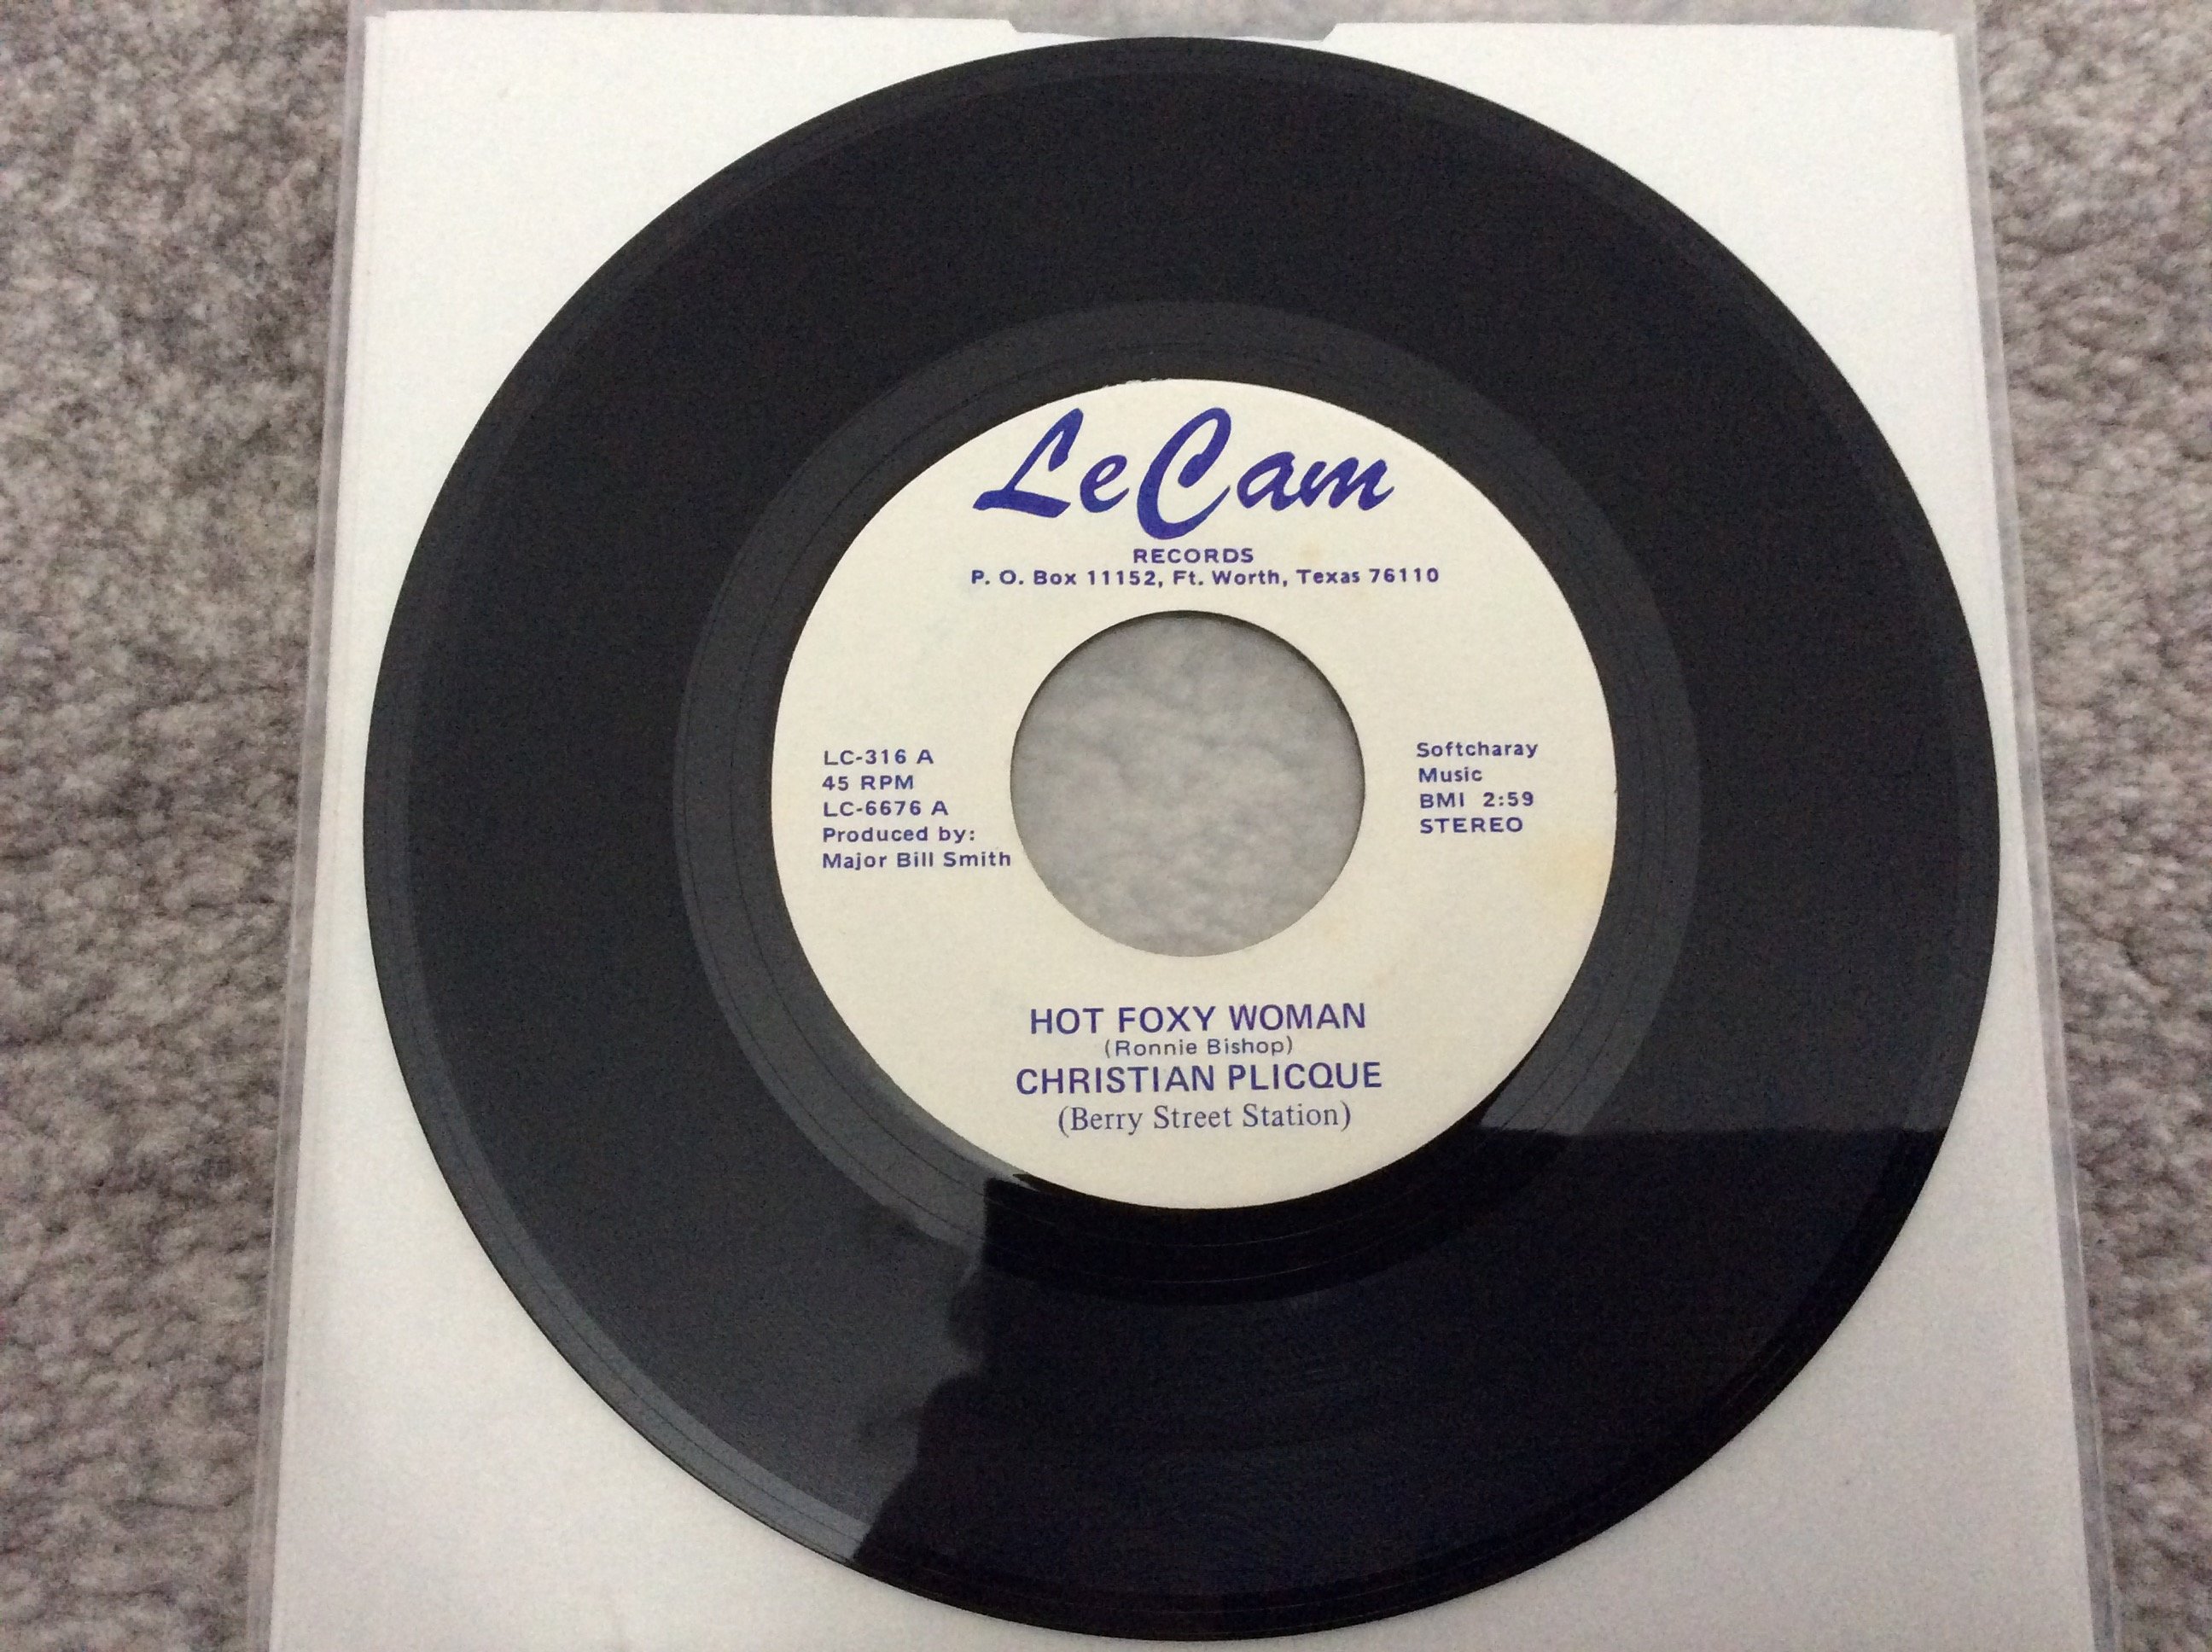 LeCam
RECORDS
P. O. Box 11152, Ft. Worth, Texas 76110
LC-316 A
45 RPM
LC-6676 A
Produced by:
Major Bill Smith
Softcharay
Music
BMI 2:59
STEREO
HOT FOXY WOMAN
(Ronnie Bishop)
CHRISTIAN PLICQUE
(Berry Street Station)